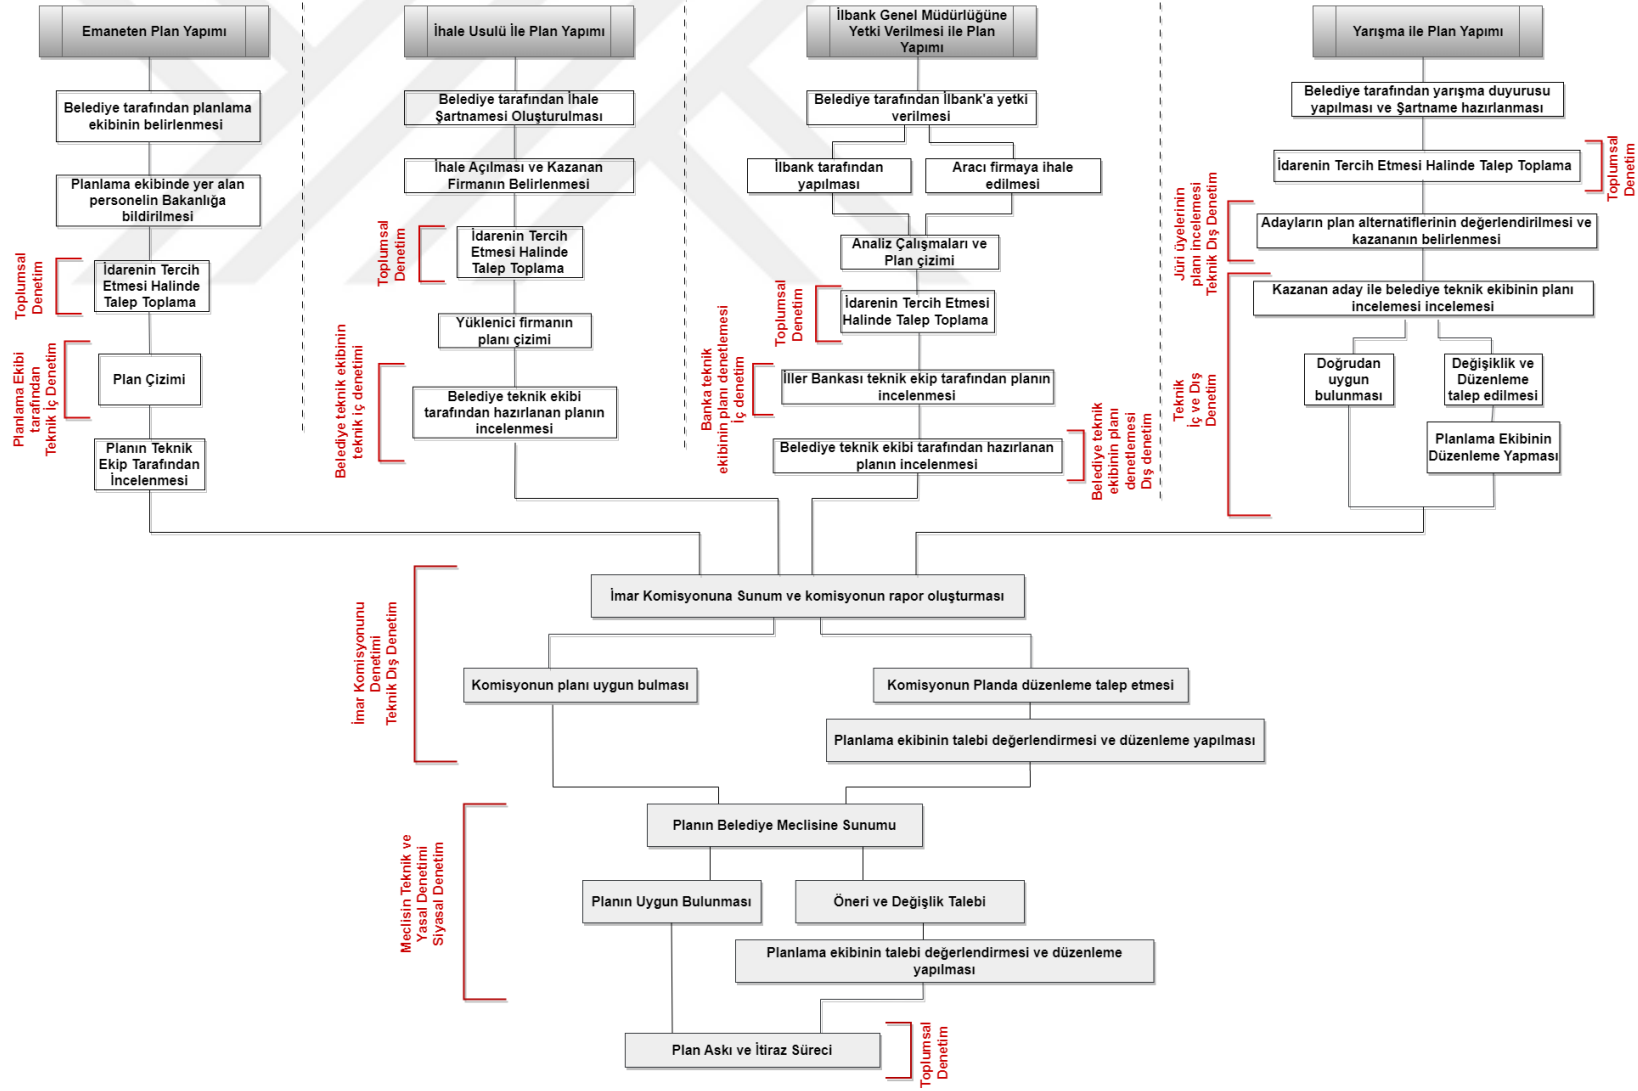 Emaneten Plan Yapımı
Belediye tarafından planlama
ekibinin belirlenmesi
Planlama ekibinde yer alan
personelin Bakanlığa
bildirilmesi
Toplumsal
Denetim
İdarenin Tercih
Etmesi Halinde
Talep Toplama
Planlama Ekibi
tarafından
Teknik İç Denetim
Plan Çizimi
Planın Teknik
Ekip Tarafından
İncelenmesi
İhale Usulü İle Plan Yapımı
Belediye tarafından İhale
Şartnamesi Oluşturulması
İhale Açılması ve Kazanan
Firmanın Belirlenmesi
Toplumsal
Denetim
İdarenin Tercih
Etmesi Halinde
Talep Toplama
Yüklenici firmanın
planı çizimi
Belediye teknik ekibinin
teknik iç denetimi
Belediye teknik ekibi
tarafından hazırlanan planın
incelenmesi
İlbank Genel Müdürlüğüne
Yetki Verilmesi ile Plan
Yapımı
Belediye tarafından İlbank'a yetki
verilmesi
İlbank tarafından
yapılması
Aracı firmaya ihale
edilmesi
Analiz Çalışmaları ve
Plan çizimi
Toplumsal
Denetim
İdarenin Tercih Etmesi
Halinde Talep Toplama
Banka teknik
ekibinin planı denetlemesi
İç denetim
İller Bankası teknik ekip tarafından planın
incelenmesi
Belediye teknik ekibi tarafından hazırlanan
planın incelenmesi
Belediye teknik
ekibinin planı
denetlemesi
Dış denetim
Yarışma ile Plan Yapımı
Belediye tarafından yarışma duyurusu
yapılması ve Şartname hazırlanması
İdarenin Tercih Etmesi Halinde Talep Toplama
Toplumsal
Denetim
Jüri üyelerinin
planı incelemesi
Teknik Dış Denetim
Adayların plan alternatiflerinin değerlendirilmesi ve
kazananın belirlenmesi
Kazanan aday ile belediye teknik ekibinin planı
incelemesi incelemesi
Teknik
İç ve Dış
Denetim
Doğrudan
uygun
bulunması
Değişiklik ve
Düzenleme
talep edilmesi
Planlama Ekibinin
Düzenleme Yapması
İmar Komisyonunu
Denetimi
Teknik Dış Denetim
İmar Komisyonuna Sunum ve komisyonun rapor oluşturması
Komisyonun planı uygun bulması
Komisyonun Planda düzenleme talep etmesi
Planlama ekibinin talebi değerlendirmesi ve düzenleme yapılması
Meclisin Teknik ve
Yasal Denetimi
Siyasal Denetim
Planın Belediye Meclisine Sunumu
Planın Uygun Bulunması
Öneri ve Değişlik Talebi
Planlama ekibinin talebi değerlendirmesi ve düzenleme
yapılması
Plan Askı ve İtiraz Süreci
Toplumsal
Denetim